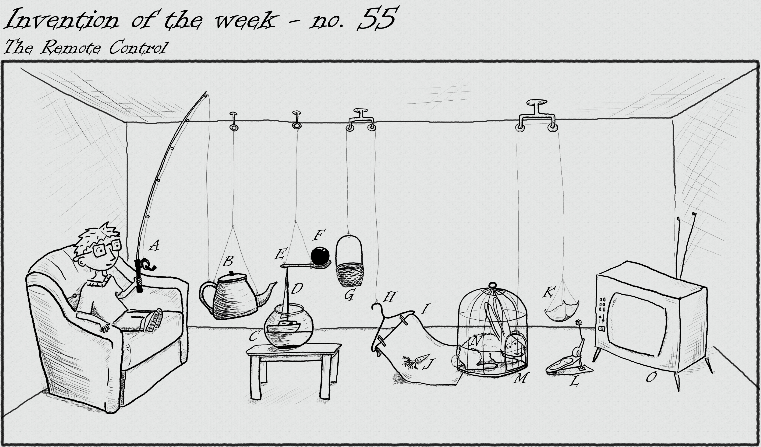 Invention of the week - no. 55
The Remote Control
A
B
C
D
E
F
G
H
I
J
K
L
M
N
O